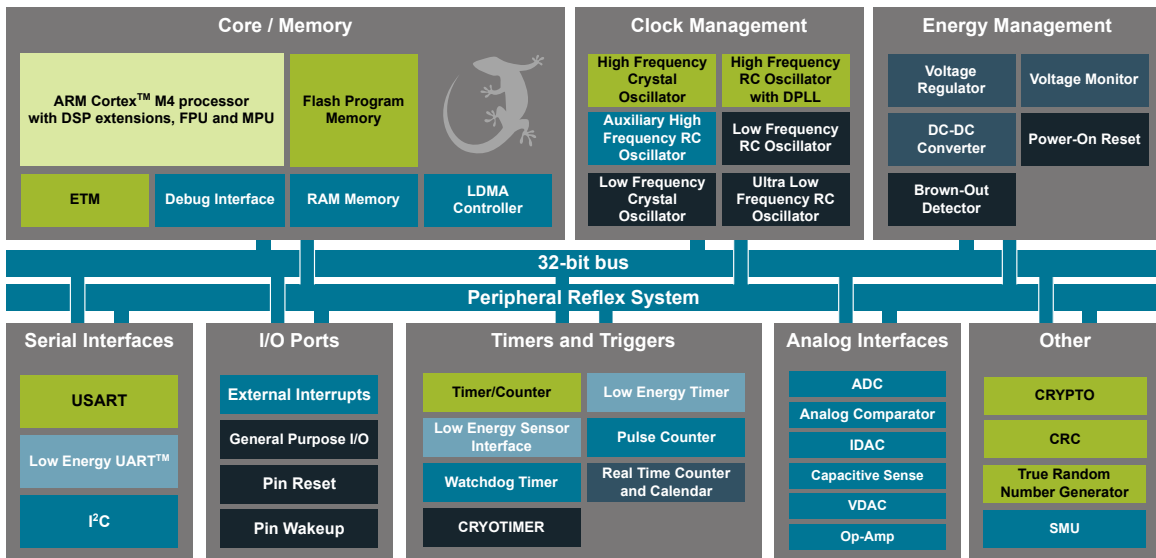 Core / Memory
ARM Cortex™ M4 processor
with DSP extensions, FPU and MPU
Flash Program
Memory
ETM
Debug Interface
RAM Memory
LDMA
Controller
Clock Management
High Frequency
Crystal
Oscillator
High Frequency
RC Oscillator
with DPLL
Auxiliary High
Frequency RC
Oscillator
Low Frequency
RC Oscillator
Low Frequency
Crystal
Oscillator
Ultra Low
Frequency RC
Oscillator
Energy Management
Voltage
Regulator
Voltage Monitor
DC-DC
Converter
Power-On Reset
Brown-Out
Detector
32-bit bus
Peripheral Reflex System
Serial Interfaces
USART
Low Energy UART™
I²C
I/O Ports
External Interrupts
General Purpose I/O
Pin Reset
Pin Wakeup
Timers and Triggers
Timer/Counter
Low Energy Timer
Low Energy Sensor
Interface
Pulse Counter
Watchdog Timer
Real Time Counter
and Calendar
CRYOTIMER
Analog Interfaces
ADC
Analog Comparator
IDAC
Capacitive Sense
VDAC
Op-Amp
Other
CRYPTO
CRC
True Random
Number Generator
SMU